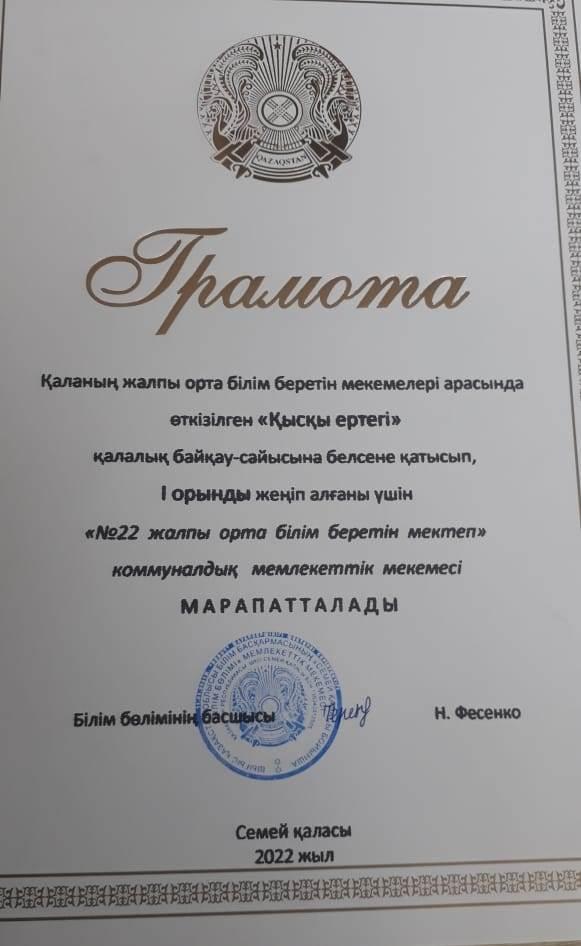 QAZAQSTAN
Грамота
Қаланың жалпы орта білім беретін мекемелері арасында
өткізілген «Қысқы ертегі»
қалалық байқау-сайысына белсене қатысып,
І орынды жеңіп алғаны үшін
«№22 жалпы орта білім беретін мектеп»
коммуналдық мемлекеттік мекемесі
МАРАПАТТАЛАДЫ
Білім бөлімінің басшысы
Н. Фесенко
Семей қаласы
2022 жыл